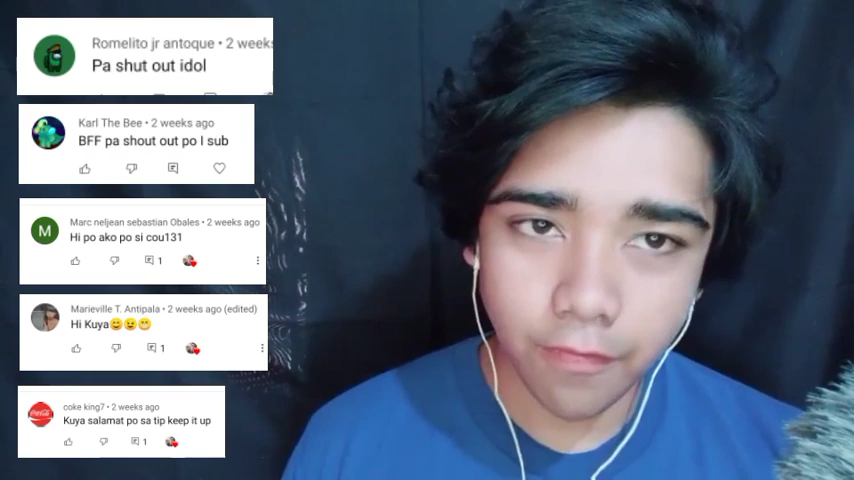 Romelito jr antoque • 2 weeks
Pa shut out idol
Karl The Bee • 2 weeks ago
BFF pa shout out po I sub
M
Marc neljean sebastian Obales • 2 weeks ago
Hi po ako po si cou131
1
Marieville T. Antipala • 2 weeks ago (edited)
Hi Kuya😊😉😁
1
coke king7 • 2 weeks ago
Kuya salamat po sa tip keep it up
1